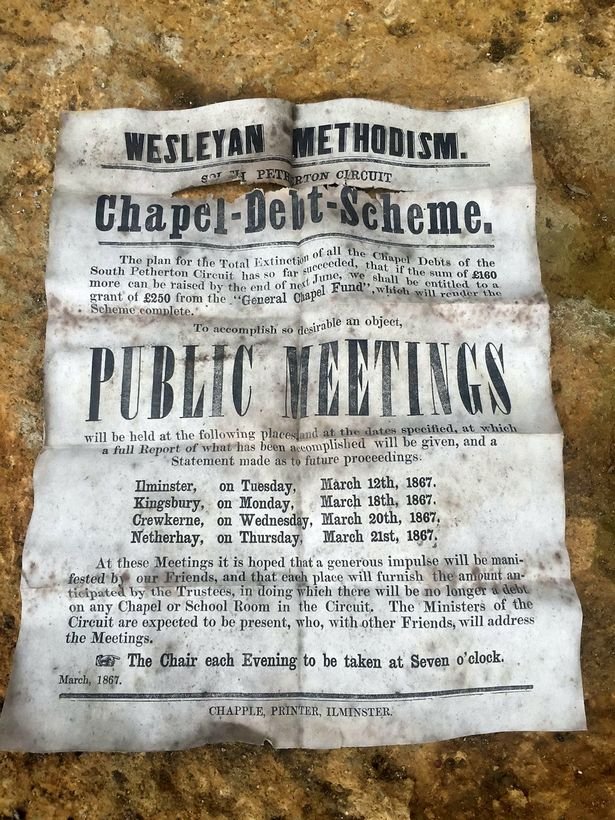 WESLEYAN METHODISM.
SOUTH PETHERTON CIRCUIT
Chapel-Debt-Scheme.
The plan for the Total Extinction of all the Chapel Debts of the
South Petherton Circuit has so far succeeded, that if the sum of £160
more can be raised by the end of next June, we shall be entitled to a
grant of £250 from the "General Chapel Fund", which will render the
Scheme complete.
To accomplish so desirable an object,
PUBLIC MEETINGS
will be held at the following places and at the dates specified, at which
a full Report of what has been accomplished will be given, and a
Statement made as to future proceedings.
Ilminster, on Tuesday, March 12th, 1867.
Kingsbury, on Monday, March 18th, 1867.
Crewkerne, on Wednesday, March 20th, 1867.
Netherhay, on Thursday, March 21st, 1867.
At these Meetings it is hoped that a generous impulse will be mani-
fested by our Friends, and that each place will furnish the amount an-
ticipated by the Trustees, in doing which there will be no longer a debt
on any Chapel or School Room in the Circuit. The Ministers of the
Circuit are expected to be present, who, with other Friends, will address
the Meetings.
☞ The Chair each Evening to be taken at Seven o'clock.
March, 1867.
CHAPPLE, PRINTER, ILMINSTER.